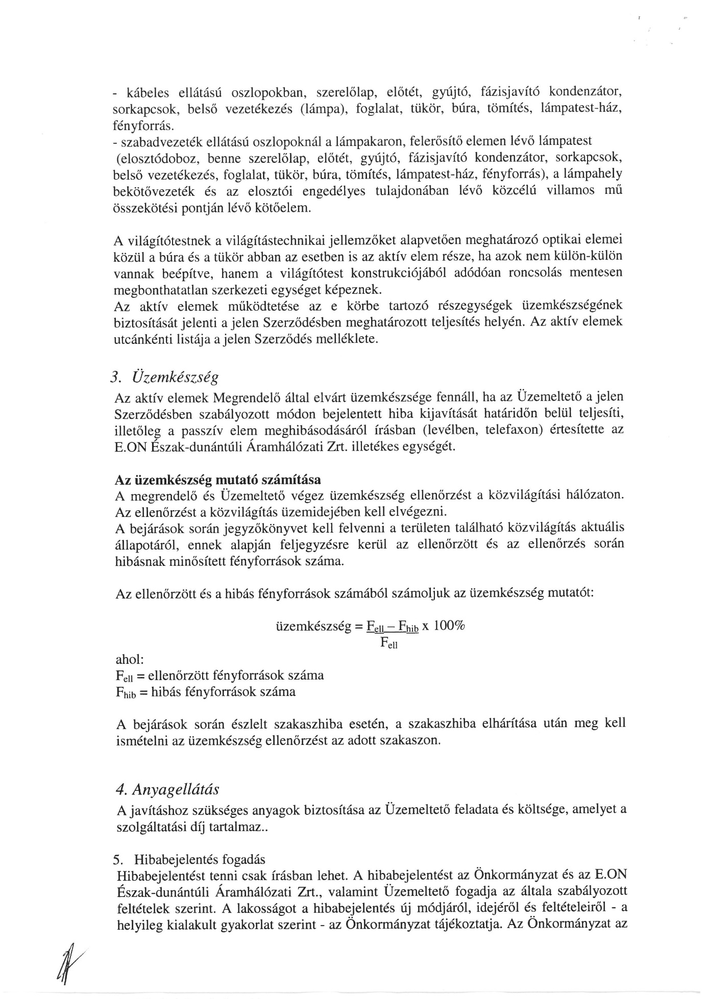 - kábeles ellátású oszlopokban, szerelőlap, előtét, gyújtó, fázisjavító kondenzátor,
sorkapcsok, belső vezetékezés (lámpa), foglalat, tükör, búra, tömítés, lámpatest-ház,
fényforrás.
- szabadvezeték ellátású oszlopoknál a lámpakaron, felerősítő elemen lévő lámpatest
(elosztódoboz, benne szerelőlap, előtét, gyújtó, fázisjavító kondenzátor, sorkapcsok,
belső vezetékezés, foglalat, tükör, búra, tömítés, lámpatest-ház, fényforrás), a lámpahely
bekötővezeték és az elosztói engedélyes tulajdonában lévő közcélú villamos mű
összekötési pontján lévő kötőelem.
A világítótestnek a világítástechnikai jellemzőket alapvetően meghatározó optikai elemei
közül a búra és a tükör abban az esetben is az aktív elem része, ha azok nem külön-külön
vannak beépítve, hanem a világítótest konstrukciójából adódóan roncsolás mentesen
megbonthatatlan szerkezeti egységet képeznek.
Az aktív elemek működtetése az e körbe tartozó részegységek üzemkészségének
biztosítását jelenti a jelen Szerződésben meghatározott teljesítés helyén. Az aktív elemek
utcánkénti listája a jelen Szerződés melléklete.
3. Üzemkészség
Az aktív elemek Megrendelő által elvárt üzemkészsége fennáll, ha az Üzemeltető a jelen
Szerződésben szabályozott módon bejelentett hiba kijavítását határidőn belül teljesíti,
illetőleg a passzív elem meghibásodásáról írásban (levélben, telefaxon) értesítette az
E.ON Észak-dunántúli Áramhálózati Zrt. illetékes egységét.
Az üzemkészség mutató számítása
A megrendelő és Üzemeltető végez üzemkészség ellenőrzést a közvilágítási hálózaton.
Az ellenőrzést a közvilágítás üzemidejében kell elvégezni.
A bejárások során jegyzőkönyvet kell felvenni a területen található közvilágítás aktuális
állapotáról, ennek alapján feljegyzésre kerül az ellenőrzött és az ellenőrzés során
hibásnak minősített fényforrások száma.
Az ellenőrzött és a hibás fényforrások számából számoljuk az üzemkészség mutatót:
üzemkészség = Fell – Fhib x 100%
Fell
ahol:
Fell = ellenőrzött fényforrások száma
Fhib = hibás fényforrások száma
A bejárások során észlelt szakaszhiba esetén, a szakaszhiba elhárítása után meg kell
ismételni az üzemkészség ellenőrzést az adott szakaszon.
4. Anyagellátás
A javításhoz szükséges anyagok biztosítása az Üzemeltető feladata és költsége, amelyet a
szolgáltatási díj tartalmaz..
5. Hibabejelentés fogadás
Hibabejelentést tenni csak írásban lehet. A hibabejelentést az Önkormányzat és az E.ON
Észak-dunántúli Áramhálózati Zrt., valamint Üzemeltető fogadja az általa szabályozott
feltételek szerint. A lakosságot a hibabejelentés új módjáról, idejéről és feltételeiről - a
helyileg kialakult gyakorlat szerint - az Önkormányzat tájékoztatja. Az Önkormányzat az